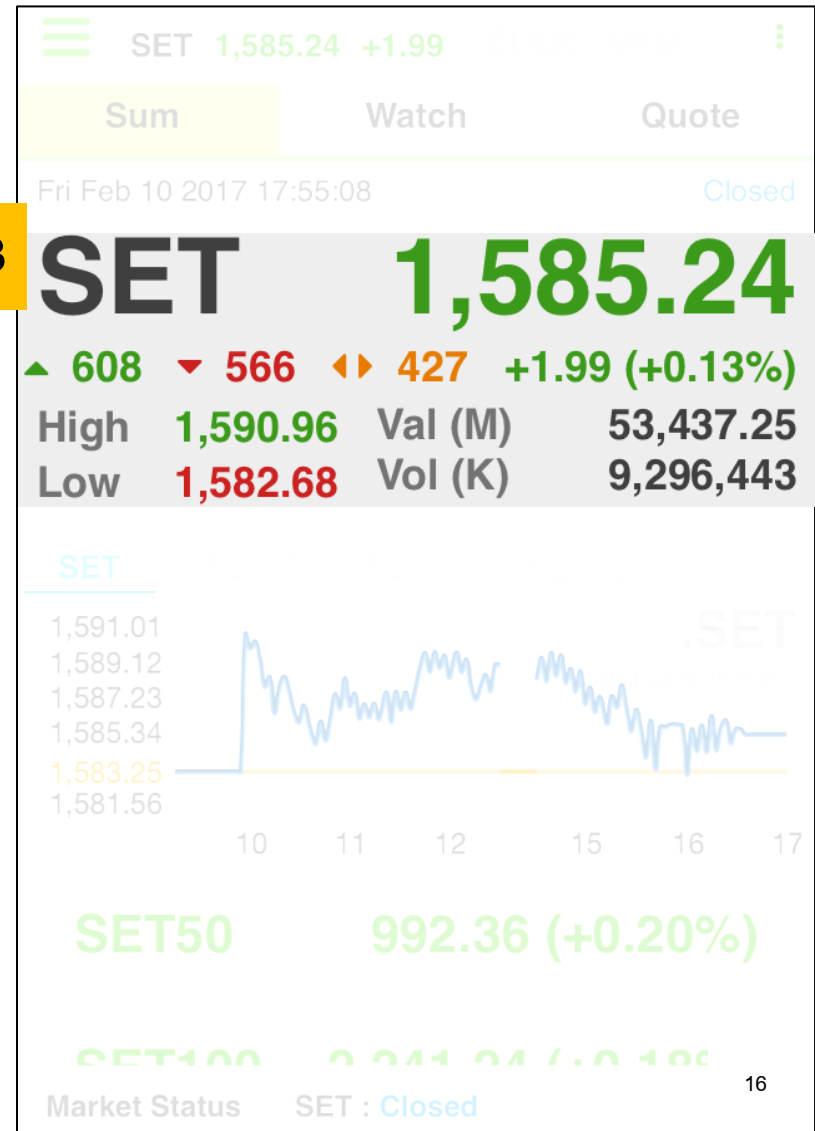 SET 1,585.24 +1.99
Sum Watch Quote
Fri Feb 10 2017 17:55:08 Closed
SET 1,585.24
▲ 608 ▼ 566 ◀▶ 427 +1.99 (+0.13%)
High 1,590.96 Val (M) 53,437.25
Low 1,582.68 Vol (K) 9,296,443
SET
.SET
1,591.01
1,589.12
1,587.23
1,585.34
1,583.25
1,581.56
10 11 12 15 16 17
SET50 992.36 (+0.20%)
16
Market Status SET : Closed